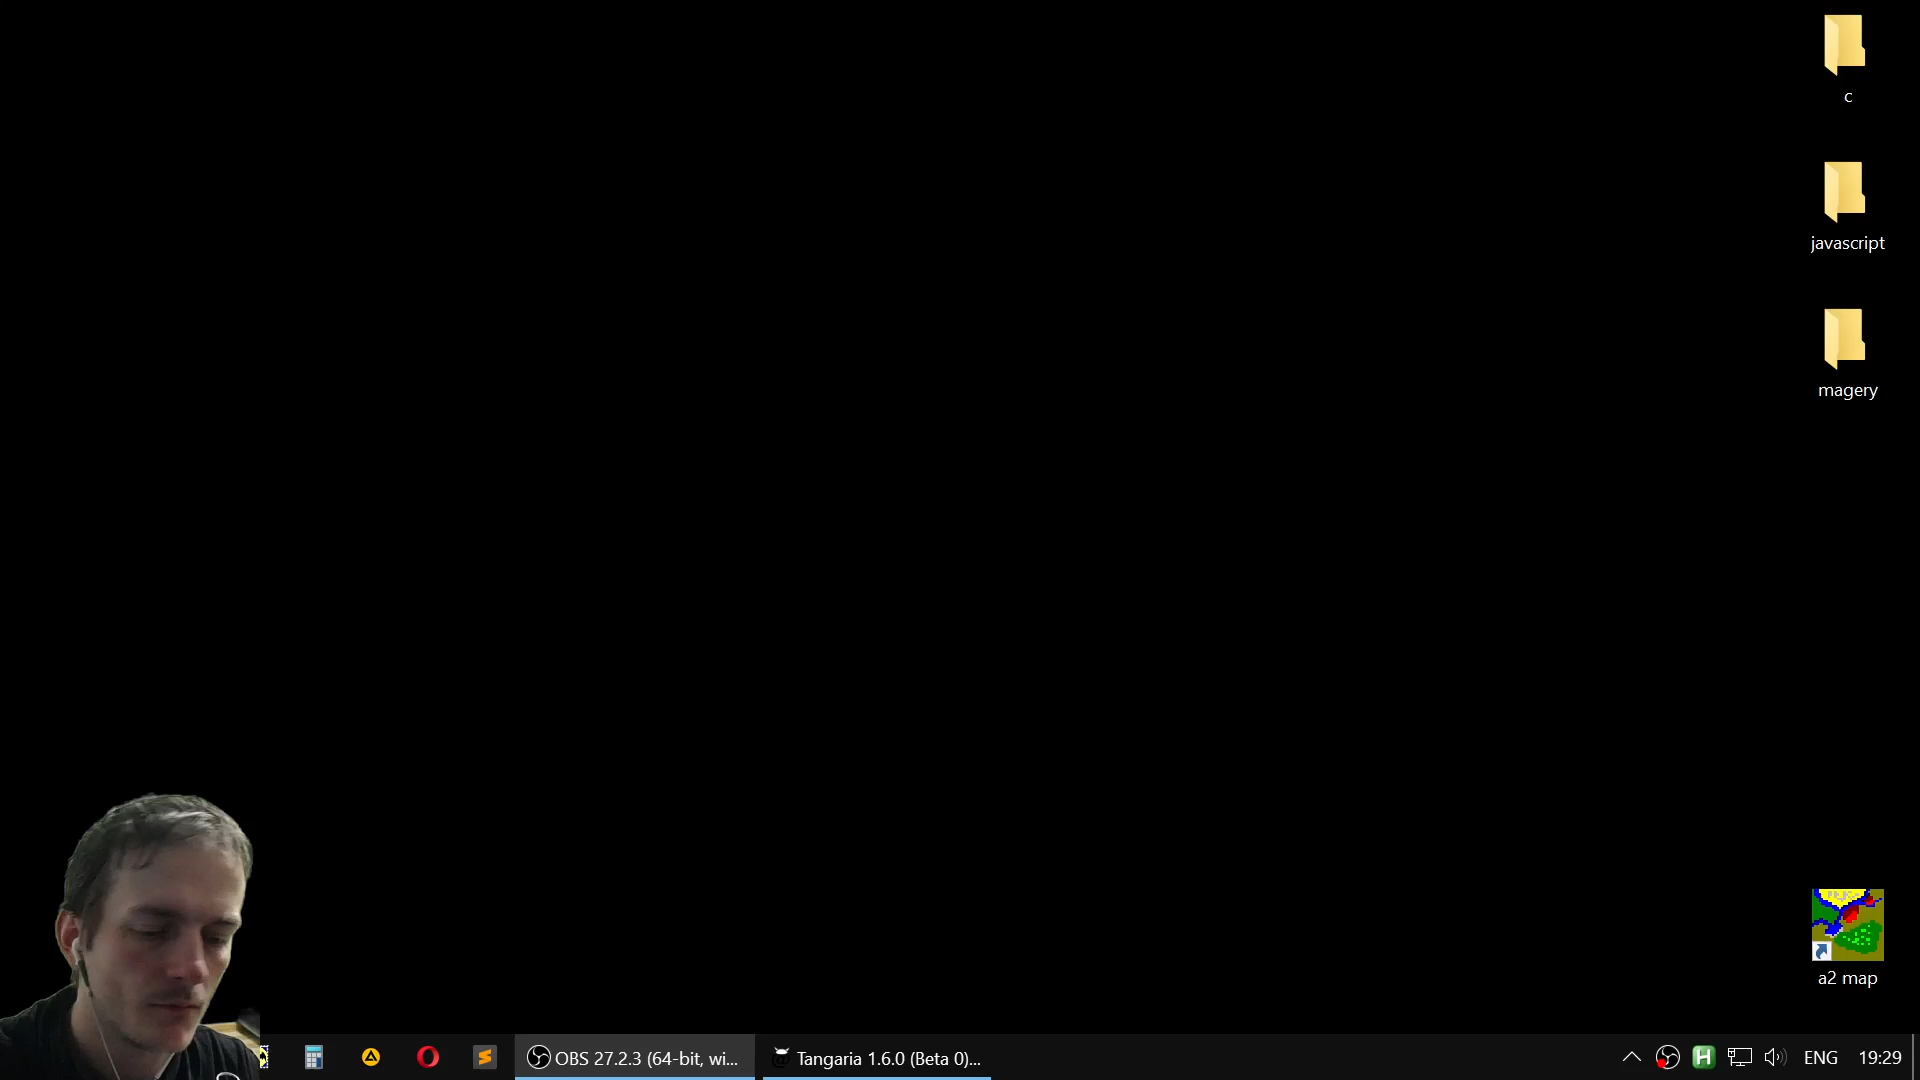 c
javascript
magery
a2 map
OBS 27.2.3 (64-bit, wi...
Tangaria 1.6.0 (Beta 0)...
H
ENG
19:29